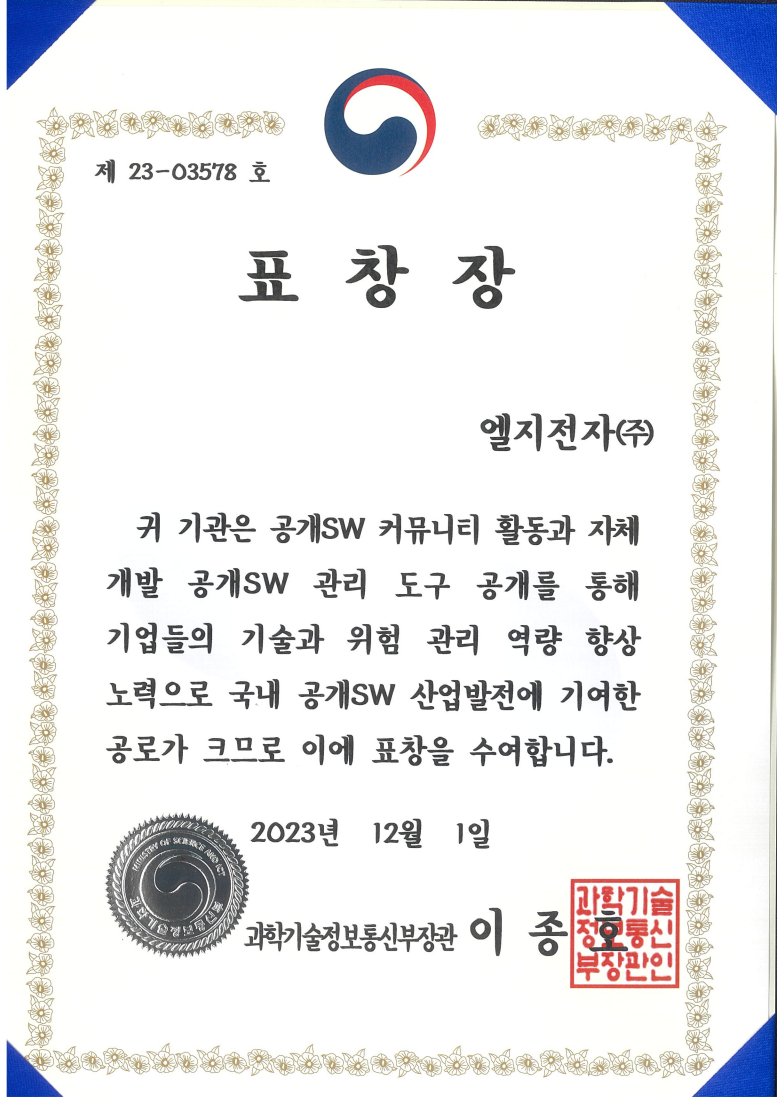 제 23-03578 호
표 창 장
엘지전자(주)
귀 기관은 공개SW 커뮤니티 활동과 자체
개발 공개SW 관리 도구 공개를 통해
기업들의 기술과 위험 관리 역량 향상
노력으로 국내 공개SW 산업발전에 기여한
공로가 크므로 이에 표창을 수여합니다.
2023년 12월 1일
MINISTRY OF SCIENCE AND ICT
과학기술정보통신부
과학기술정보통신부장관 이 종 호
과학기술
정보통신
부장관인